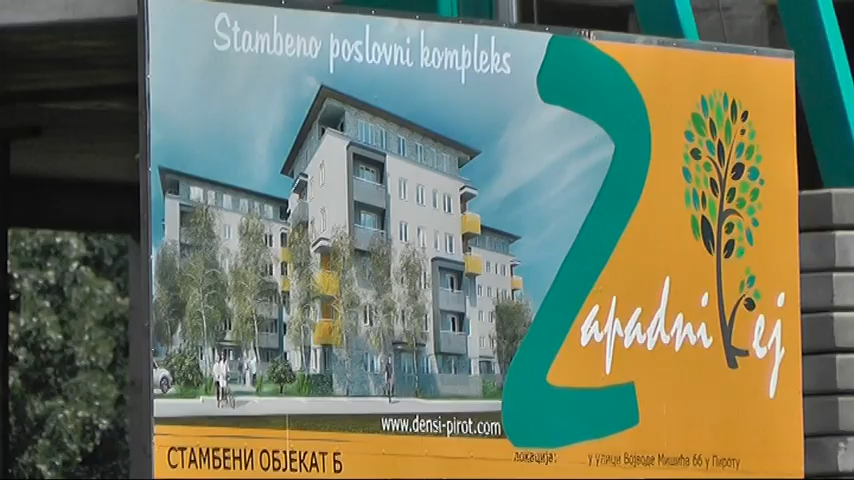 Stambeno poslovni kompleks
Zapadni kej
www.densi-pirot.com
СТАМБЕНИ ОБЈЕКАТ Б
локација: у улици Војводе Мишића 66 у Пироту